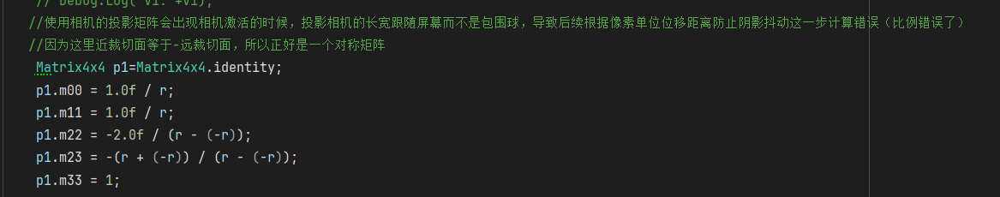 // Debug.Log( V1: +V1);
//使用相机的投影矩阵会出现相机激活的时候，投影相机的长宽跟随屏幕而不是包围球，导致后续根据像素单位位移距离防止阴影抖动这一步计算错误（比例错误了）
//因为这里近裁切面等于-远裁切面，所以正好是一个对称矩阵
Matrix4x4 p1=Matrix4x4.identity;
p1.m00 = 1.0f / r;
p1.m11 = 1.0f / r;
p1.m22 = -2.0f / (r - (-r));
p1.m23 = -(r + (-r)) / (r - (-r));
p1.m33 = 1;